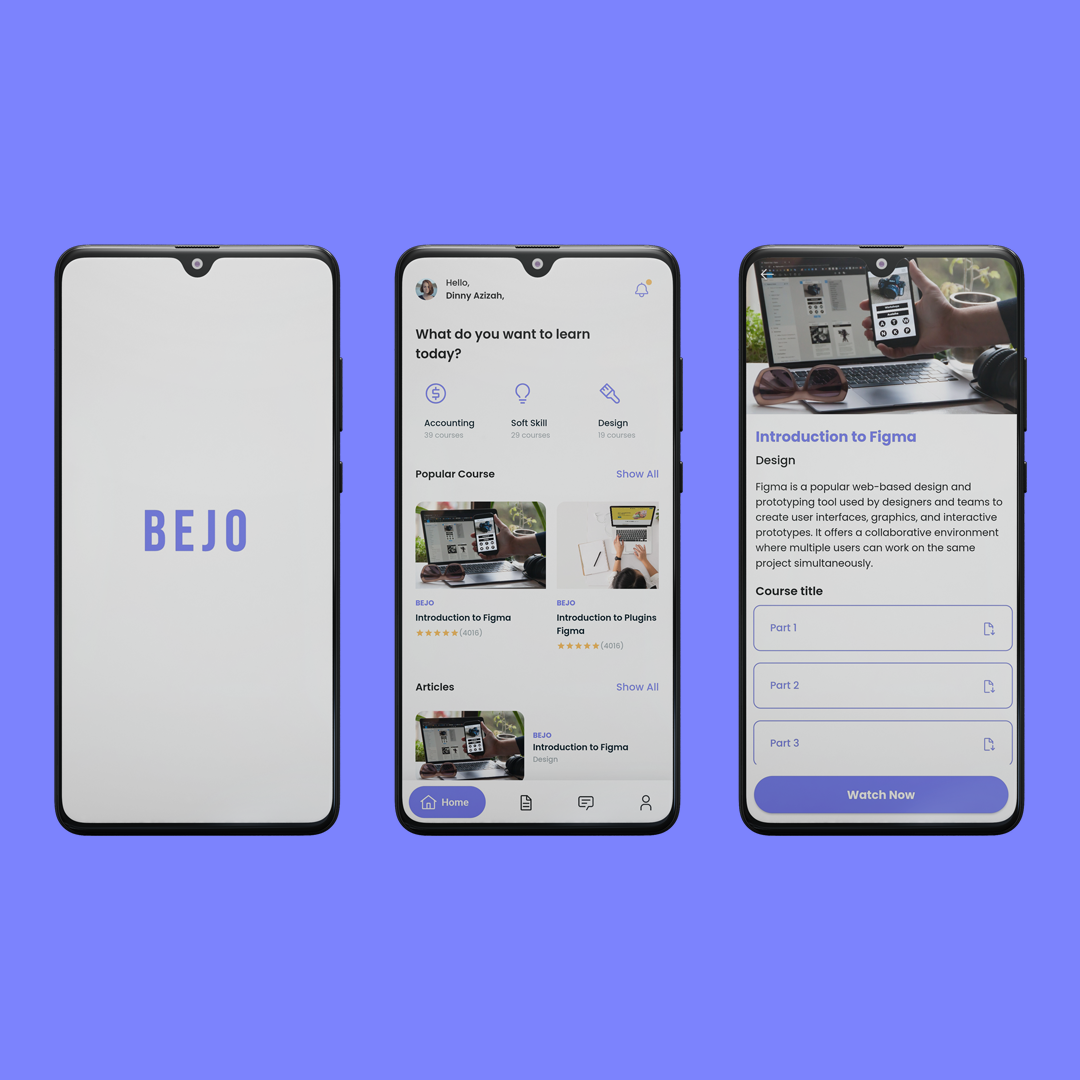 BEJO
Hello,
Dinny Azizah,
What do you want to learn
today?
Accounting
39 courses
Soft Skill
29 courses
Design
19 courses
Popular Course
Show All
BEJO
Introduction to Figma
(4016)
BEJO
Introduction to Plugins
Figma
(4016)
Articles
Show All
BEJO
Introduction to Figma
Design
Home
Introduction to Figma
Design
Figma is a popular web-based design and
prototyping tool used by designers and teams to
create user interfaces, graphics, and interactive
prototypes. It offers a collaborative environment
where multiple users can work on the same
project simultaneously.
Course title
Part 1
Part 2
Part 3
Watch Now